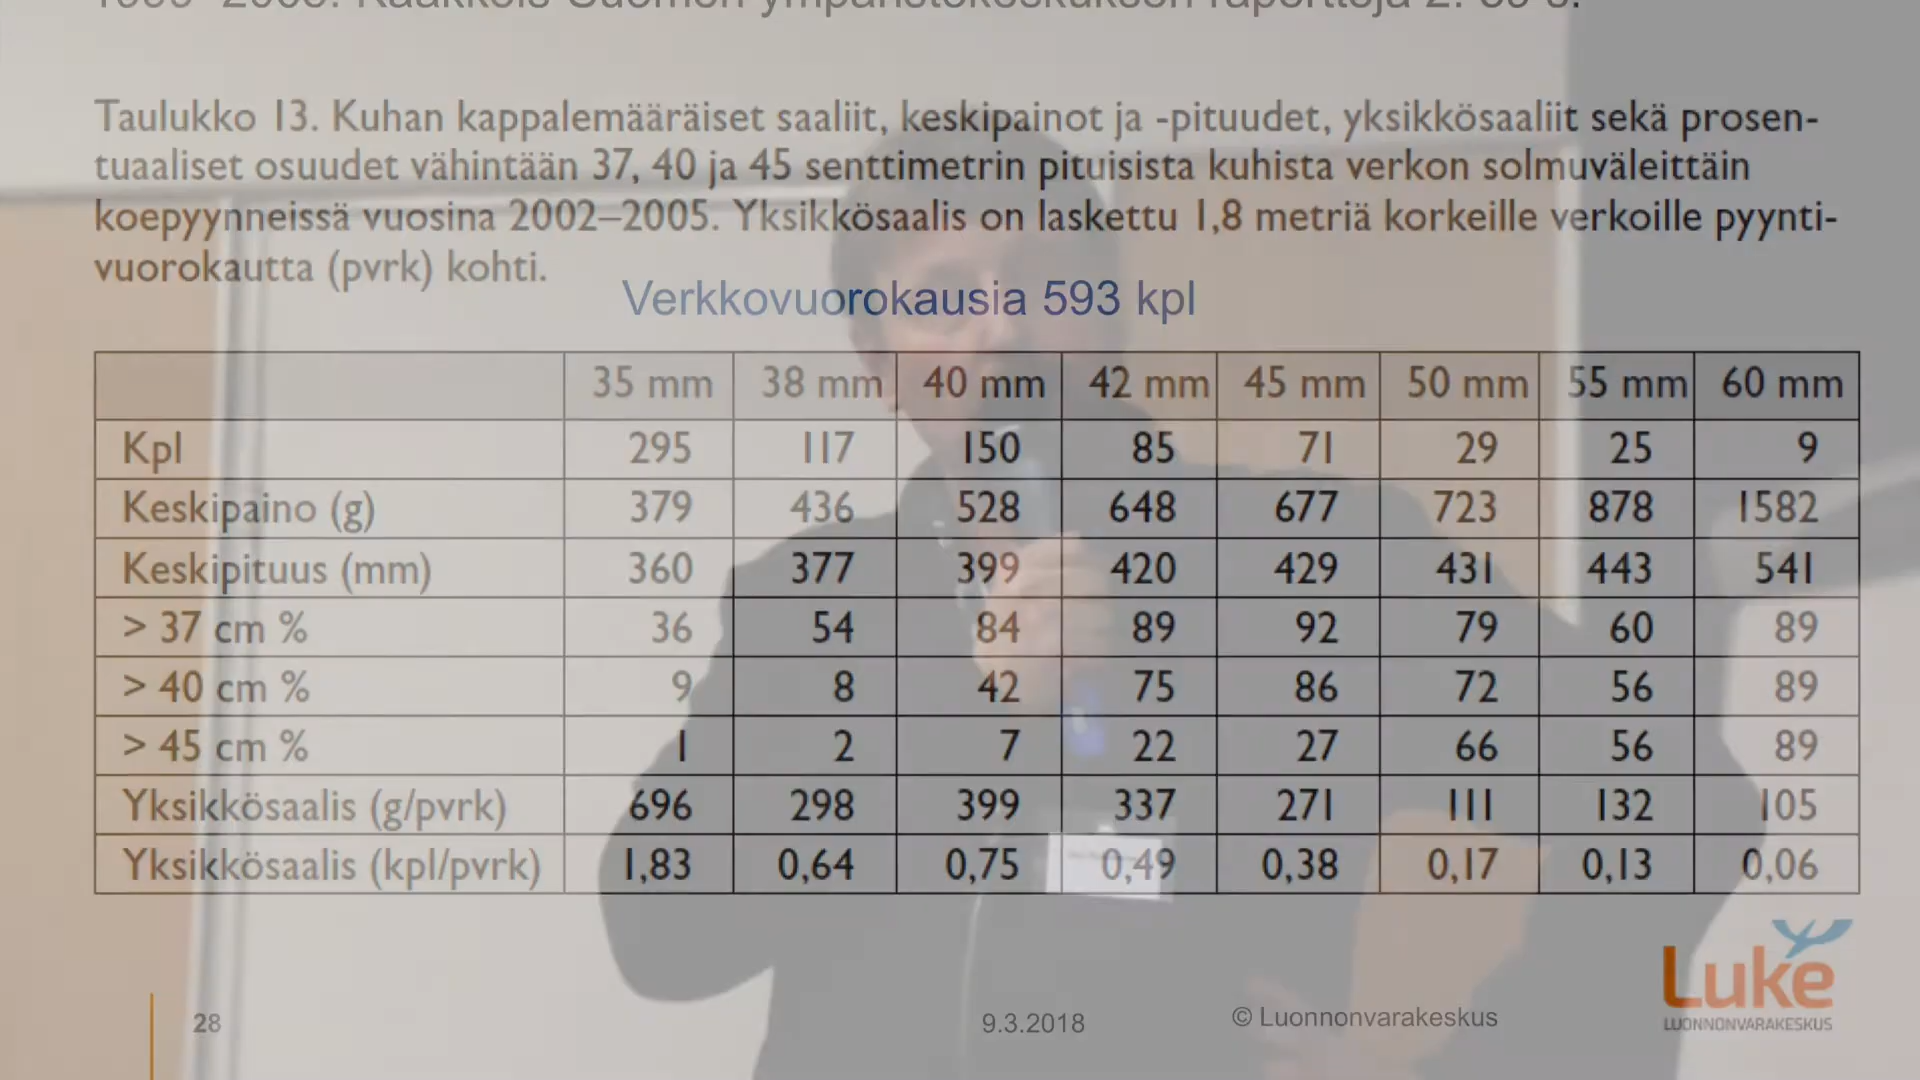 Taulukko 13. Kuhan kappalemääräiset saaliit, keskipainot ja -pituudet, yksikkösaaliit sekä prosen-
tuaaliset osuudet vähintään 37, 40 ja 45 senttimetrin pituisista kuhista verkon solmuväleittäin
koepyynneissä vuosina 2002–2005. Yksikkösaalis on laskettu 1,8 metriä korkeille verkoille pyynti-
vuorokautta (pvrk) kohti.
Verkkovuorokausia 593 kpl
35 mm 38 mm 40 mm 42 mm 45 mm 50 mm 55 mm 60 mm
Kpl 295 117 150 85 71 29 25 9
Keskipaino (g) 379 436 528 648 677 723 878 1582
Keskipituus (mm) 360 377 399 420 429 431 443 541
> 37 cm % 36 54 84 89 92 79 60 89
> 40 cm % 9 8 42 75 86 72 56 89
> 45 cm % 1 2 7 22 27 66 56 89
Yksikkösaalis (g/pvrk) 696 298 399 337 271 111 132 105
Yksikkösaalis (kpl/pvrk) 1,83 0,64 0,75 0,49 0,38 0,17 0,13 0,06
28 9.3.2018 © Luonnonvarakeskus
Luke
LUONNONVARAKESKUS